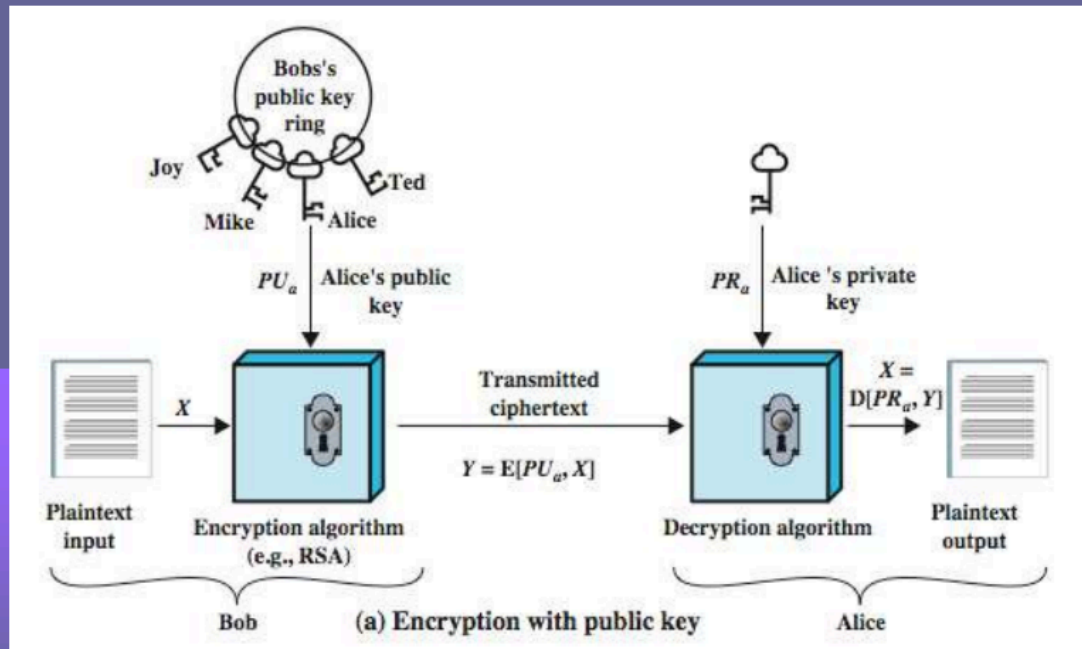 Bobs's
public key
ring
Joy
Ted
Mike
Alice
PUa
Alice's public
key
PRa
Alice 's private
key
X
Transmitted
ciphertext
X =
D[PRa, Y]
Y = E[PUa, X]
Plaintext
input
Encryption algorithm
(e.g., RSA)
Decryption algorithm
Plaintext
output
Bob
(a) Encryption with public key
Alice